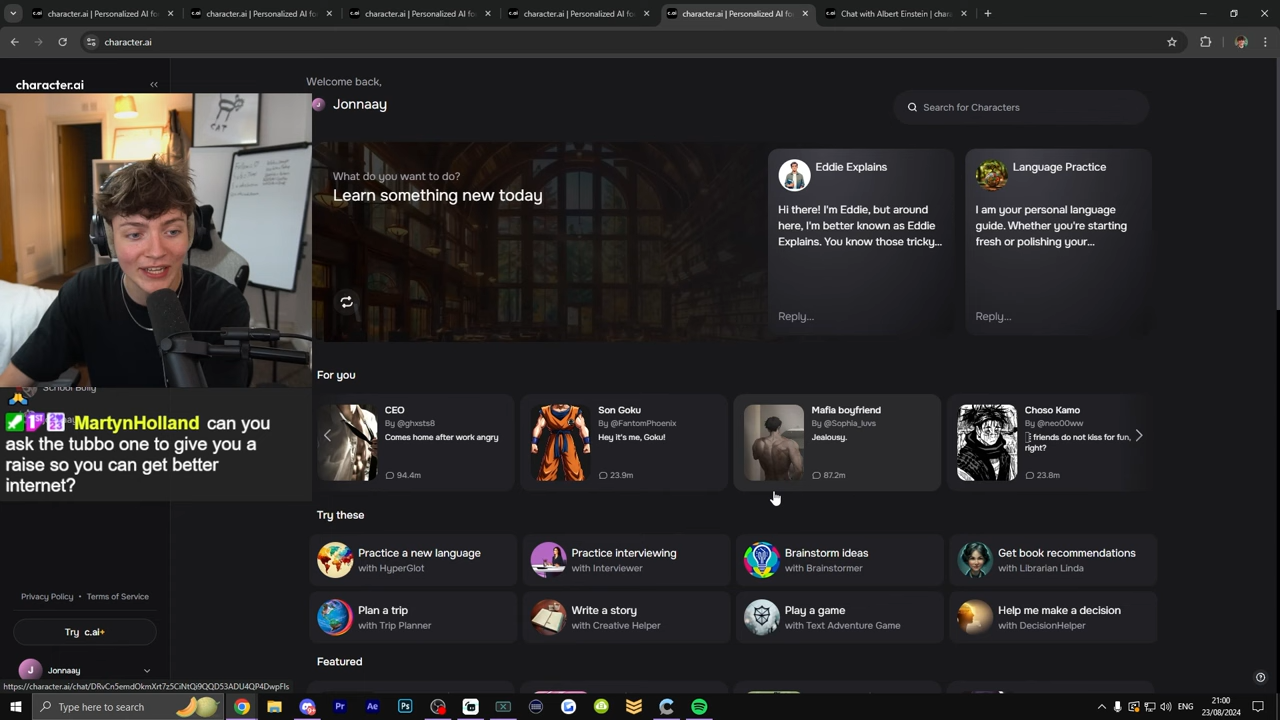 character.ai | Personalized AI fo
character.ai | Personalized AI fo
character.ai | Personalized AI fo
character.ai | Personalized AI fo
character.ai | Personalized AI fo
Chat with Albert Einstein | chara
character.ai
character.ai
Welcome back,
J Jonnaay
Search for Characters
What do you want to do?
Learn something new today
Eddie Explains
Hi there! I'm Eddie, but around
here, I'm better known as Eddie
Explains. You know those tricky...
Reply...
Language Practice
I am your personal language
guide. Whether you're starting
fresh or polishing your...
Reply...
School Bully
MartynHolland can you
ask the tubbo one to give you a
raise so you can get better
internet?
For you
CEO
By @ghxsts8
Comes home after work angry
94.4m
Son Goku
By @FantomPhoenix
Hey It's me, Goku!
23.9m
Mafia boyfriend
By @Sophia_luvs
Jealousy.
87.2m
Choso Kamo
By @neo00ww
friends do not kiss for fun,
right?
23.8m
Try these
Practice a new language
with HyperGlot
Practice interviewing
with Interviewer
Brainstorm ideas
with Brainstormer
Get book recommendations
with Librarian Linda
Plan a trip
with Trip Planner
Write a story
with Creative Helper
Play a game
with Text Adventure Game
Help me make a decision
with DecisionHelper
Featured
Privacy Policy • Terms of Service
Try c.ai+
J Jonnaay
https://character.ai/chat/DRvCn5emdOkmXrt7z5CiNtQi9QQD53ADU4QP4DwpFIs
Type here to search
21:00
23/08/2024